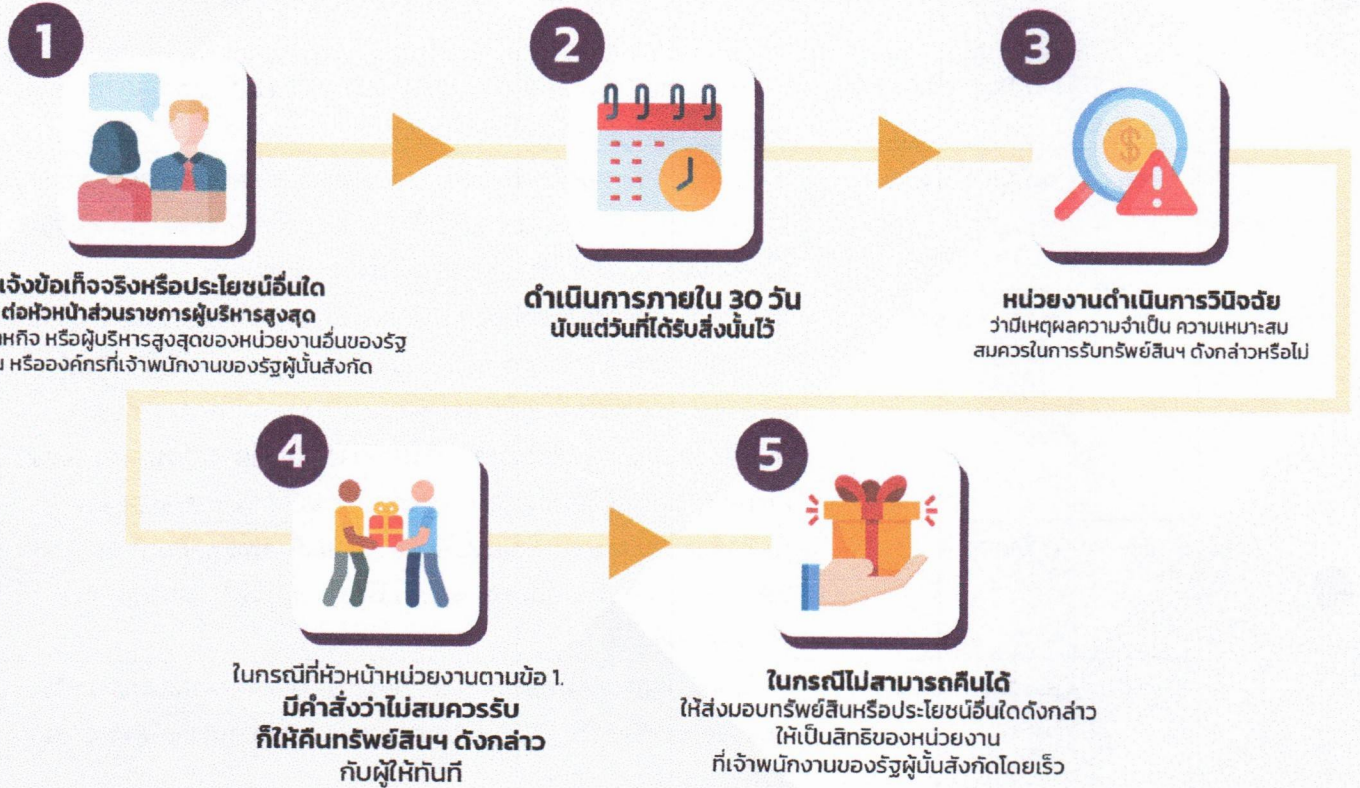 1
แจ้งข้อเท็จจริงหรือประโยชน์อื่นใด
ต่อหัวหน้าส่วนราชการผู้บริหารสูงสุด
หรือผู้บริหารสูงสุดของหน่วยงานอื่นของรัฐ
หรือองค์กรที่เจ้าพนักงานของรัฐผู้นั้นสังกัด
2
ดำเนินการภายใน 30 วัน
นับแต่วันที่ได้รับสิ่งนั้นไว้
3
หน่วยงานดำเนินการวินิจฉัย
ว่ามีเหตุผลความจำเป็น ความเหมาะสม
สมควรในการรับทรัพย์สินฯ ดังกล่าวหรือไม่
4
ในกรณีที่หัวหน้าหน่วยงานตามข้อ 1.
มีคำสั่งว่าไม่สมควรรับ
ก็ให้คืนทรัพย์สินฯ ดังกล่าว
กับผู้ให้ทันที
5
ในกรณีไม่สามารถคืนได้
ให้ส่งมอบทรัพย์สินหรือประโยชน์อื่นใดดังกล่าว
ให้เป็นสิทธิของหน่วยงาน
ที่เจ้าพนักงานของรัฐผู้นั้นสังกัดโดยเร็ว